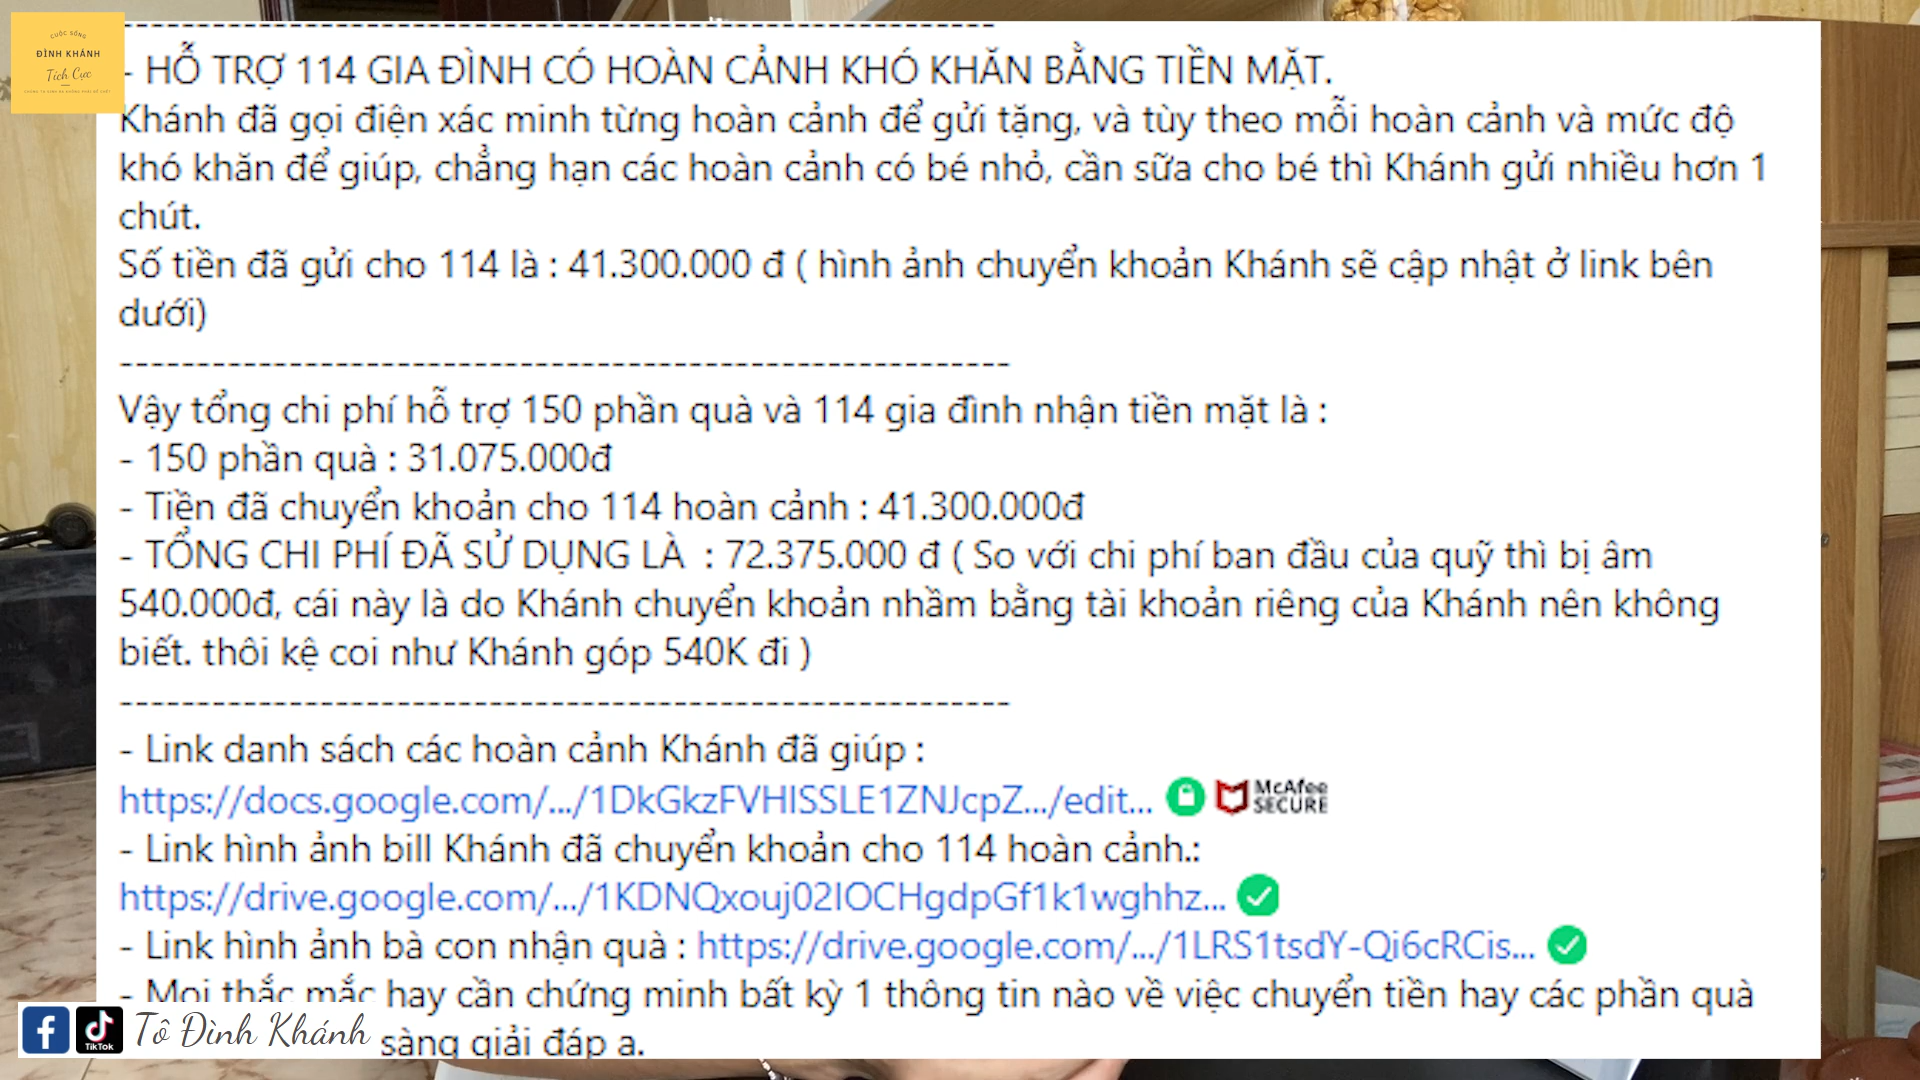 CUỘC SỐNG
ĐÌNH KHÁNH
Tích Cực
- HỖ TRỢ 114 GIA ĐÌNH CÓ HOÀN CẢNH KHÓ KHĂN BẰNG TIỀN MẶT.
Khánh đã gọi điện xác minh từng hoàn cảnh để gửi tặng, và tùy theo mỗi hoàn cảnh và mức độ
khó khăn để giúp, chẳng hạn các hoàn cảnh có bé nhỏ, cần sữa cho bé thì Khánh gửi nhiều hơn 1
chút.
Số tiền đã gửi cho 114 là : 41.300.000 đ ( hình ảnh chuyển khoản Khánh sẽ cập nhật ở link bên
dưới)
----------------------------------------------------------
Vậy tổng chi phí hỗ trợ 150 phần quà và 114 gia đình nhận tiền mặt là :
- 150 phần quà : 31.075.000đ
- Tiền đã chuyển khoản cho 114 hoàn cảnh : 41.300.000đ
- TỔNG CHI PHÍ ĐÃ SỬ DỤNG LÀ : 72.375.000 đ ( So với chi phí ban đầu của quỹ thì bị âm
540.000đ, cái này là do Khánh chuyển khoản nhầm bằng tài khoản riêng của Khánh nên không
biết. thôi kệ coi như Khánh góp 540K đi )
----------------------------------------------------------
- Link danh sách các hoàn cảnh Khánh đã giúp :
https://docs.google.com/.../1DkGkzFVHISSLE1ZNJcpZ.../edit... McAfee SECURE
- Link hình ảnh bill Khánh đã chuyển khoản cho 114 hoàn cảnh.:
https://drive.google.com/.../1KDNQxouj02IOCHgdpGf1k1wghhz...
- Link hình ảnh bà con nhận quà : https://drive.google.com/.../1LRS1tsdY-Qi6cRCis...
- Mọi thắc mắc hay cần chứng minh bất kỳ 1 thông tin nào về việc chuyển tiền hay các phần quà
sàng giải đáp ạ.
TikTok Tô Đình Khánh